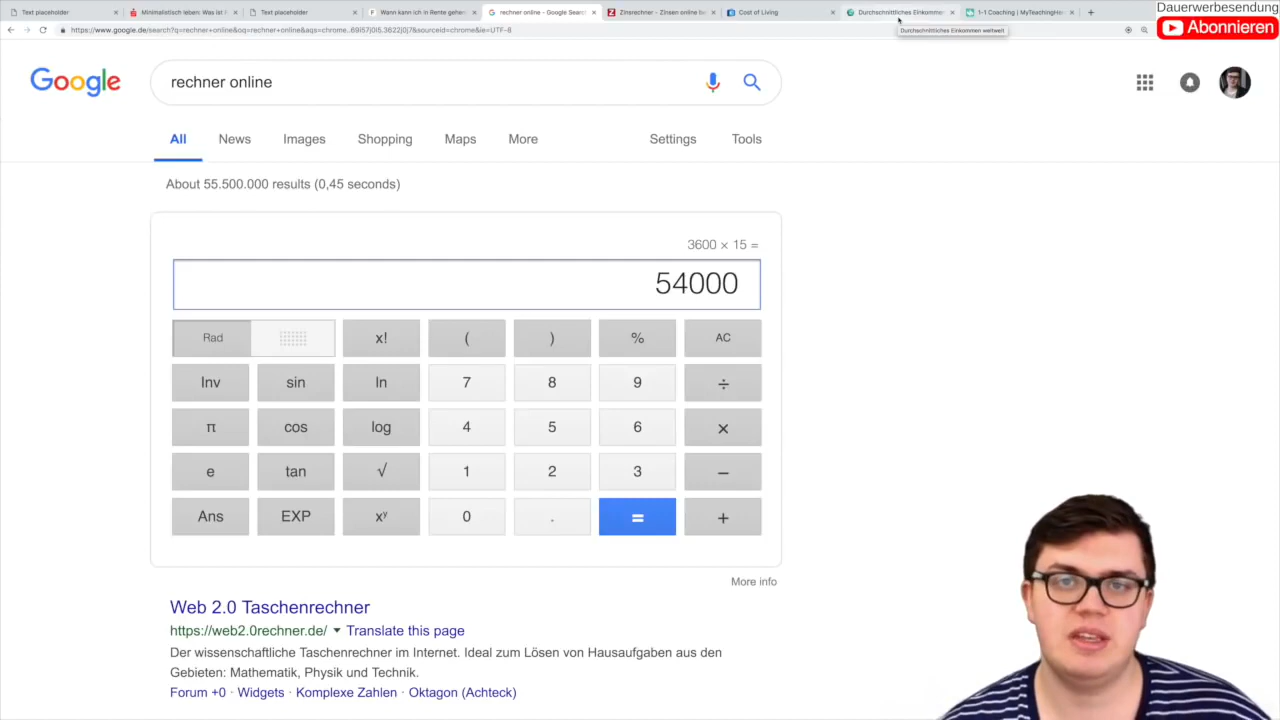 Text placeholder
Minimalistisch leben: Was ist
Text placeholder
Wann kann ich in Rente gehen
rechner online - Google Search
Zinsrechner - Zinsen online be
Cost of Living
Durchschnittliches Einkommen
1-1 Coaching | MyTeachingHe
Dauerwerbesendung
Abonnieren
https://www.google.de/search?q=rechner+online&oq=rechner+online&aqs=chrome..69i57j0l5.3622j0j7&sourceid=chrome&ie=UTF-8
Durchschnittliches Einkommen weltweit
Google
rechner online
All News Images Shopping Maps More Settings Tools
About 55.500.000 results (0,45 seconds)
3600 × 15 =
54000
Rad x! ( ) % AC
Inv sin ln 7 8 9 ÷
π cos log 4 5 6 ×
e tan √ 1 2 3 −
Ans EXP xʸ 0 . = +
More info
Web 2.0 Taschenrechner
https://web2.0rechner.de/ Translate this page
Der wissenschaftliche Taschenrechner im Internet. Ideal zum Lösen von Hausaufgaben aus den
Gebieten: Mathematik, Physik und Technik.
Forum +0 · Widgets · Komplexe Zahlen · Oktagon (Achteck)